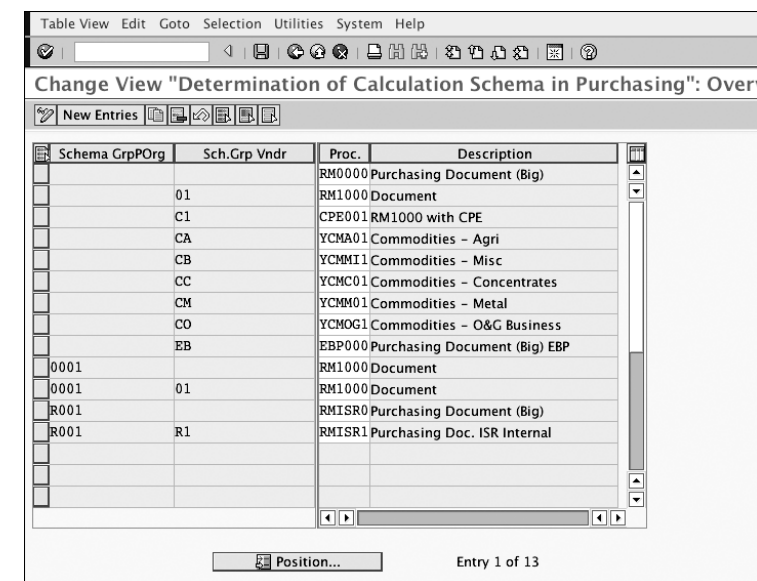 Table View Edit Goto Selection Utilities System Help
Change View "Determination of Calculation Schema in Purchasing": Over
New Entries
Schema GrpPOrg Sch.Grp Vndr Proc. Description
RM0000 Purchasing Document (Big)
01 RM1000 Document
C1 CPE001 RM1000 with CPE
CA YCMA01 Commodities – Agri
CB YCMMI1 Commodities – Misc
CC YCMC01 Commodities – Concentrates
CM YCMM01 Commodities – Metal
CO YCMOG1 Commodities – O&G Business
EB EBP000 Purchasing Document (Big) EBP
0001 RM1000 Document
0001 01 RM1000 Document
R001 RMISR0 Purchasing Document (Big)
R001 R1 RMISR1 Purchasing Doc. ISR Internal
Position... Entry 1 of 13